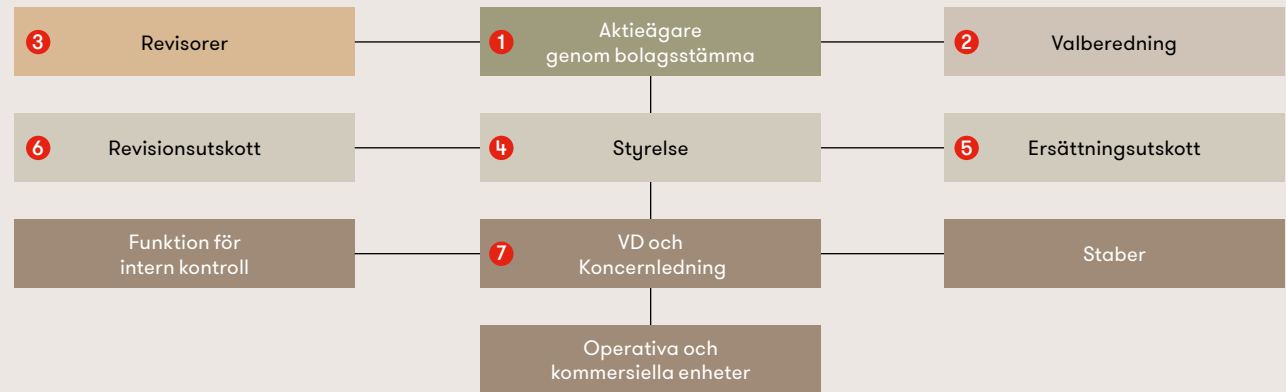 3 Revisorer
1 Aktieägare
genom bolagsstämma
2 Valberedning
6 Revisionsutskott
4 Styrelse
5 Ersättningsutskott
Funktion för
intern kontroll
7 VD och
Koncernledning
Staber
Operativa och
kommersiella enheter